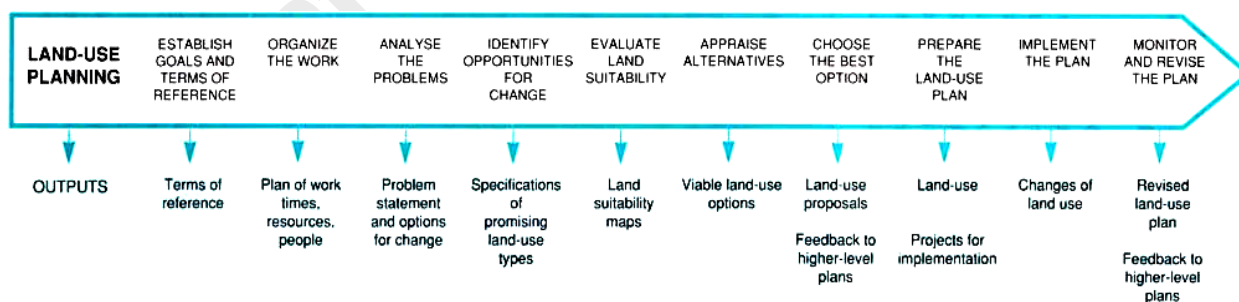 LAND-USE
PLANNING
ESTABLISH
GOALS AND
TERMS OF
REFERENCE
ORGANIZE
THE WORK
ANALYSE
THE
PROBLEMS
IDENTIFY
OPPORTUNITIES
FOR
CHANGE
EVALUATE
LAND
SUITABILITY
APPRAISE
ALTERNATIVES
CHOOSE
THE BEST
OPTION
PREPARE
THE
LAND-USE
PLAN
IMPLEMENT
THE PLAN
MONITOR
AND REVISE
THE PLAN
OUTPUTS
Terms of
reference
Plan of work
times,
resources,
people
Problem
statement
and options
for change
Specifications
of
promising
land-use
types
Land
suitability
maps
Viable land-use
options
Land-use
proposals
Feedback to
higher-level
plans
Land-use
Projects for
implementation
Changes of
land use
Revised
land-use
plan
Feedback to
higher-level
plans